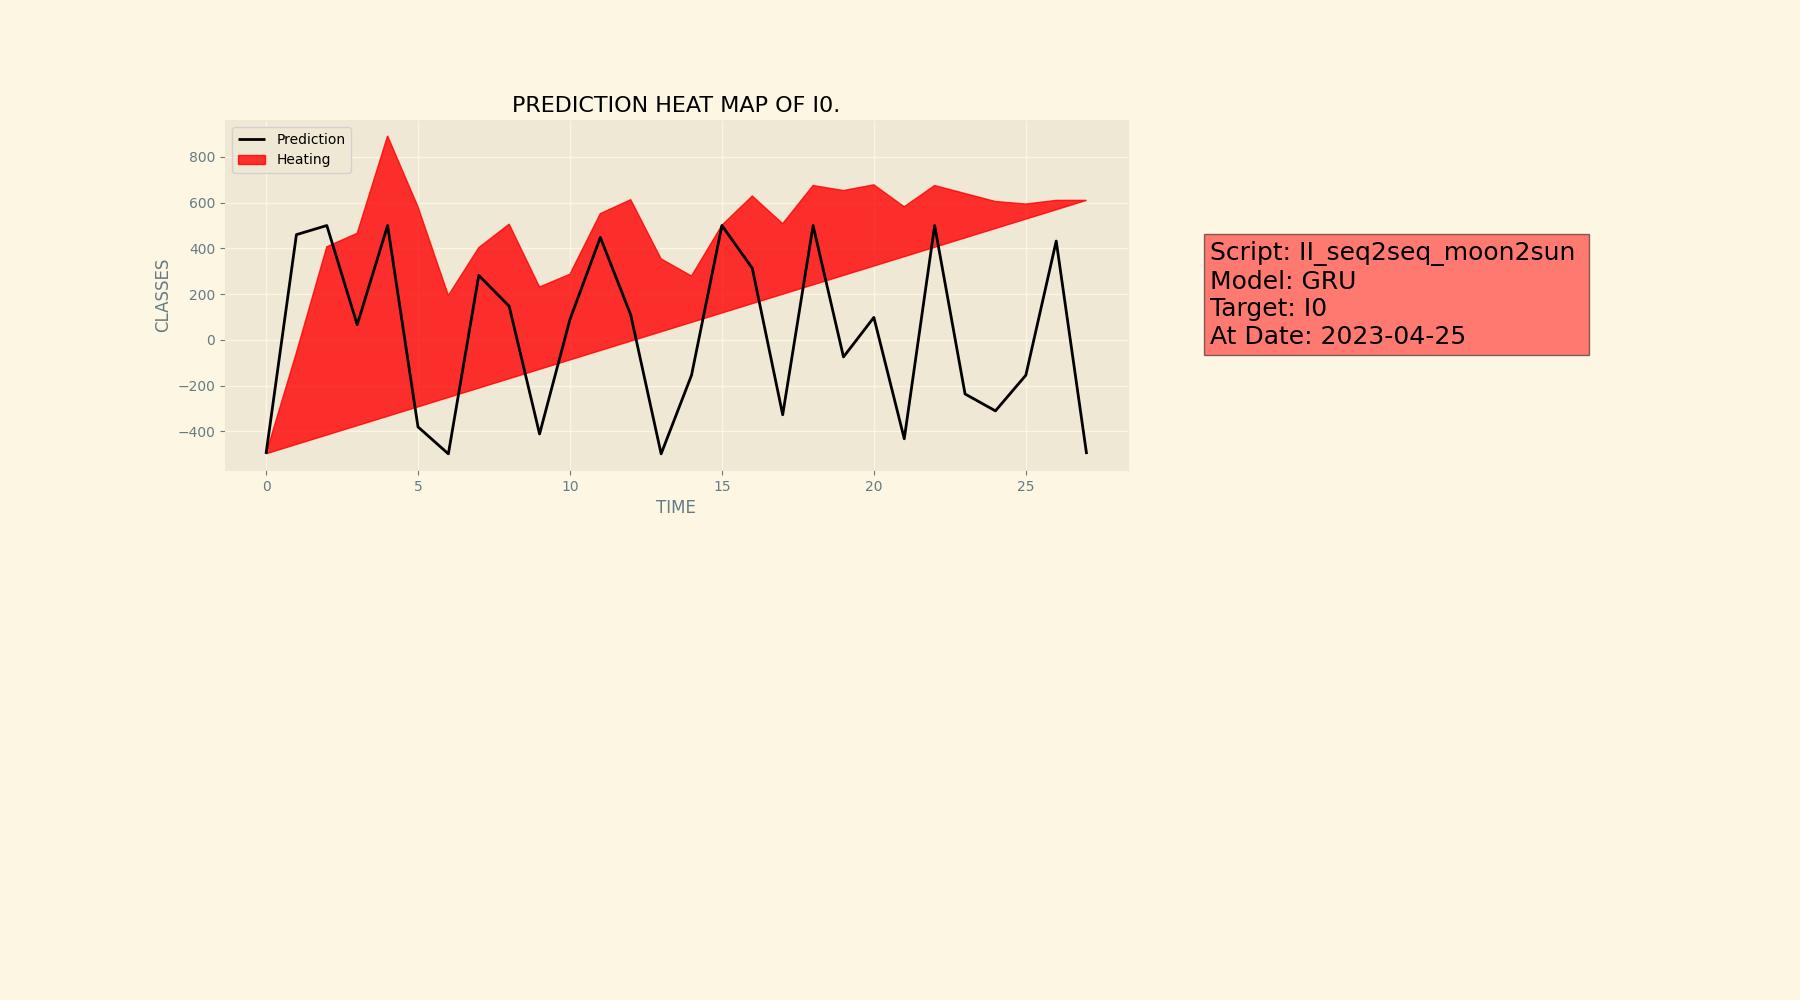 PREDICTION HEAT MAP OF I0.
Prediction
Heating
800
600
400
200
0
−200
−400
CLASSES
0 5 10 15 20 25
TIME
Script: II_seq2seq_moon2sun
Model: GRU
Target: I0
At Date: 2023-04-25